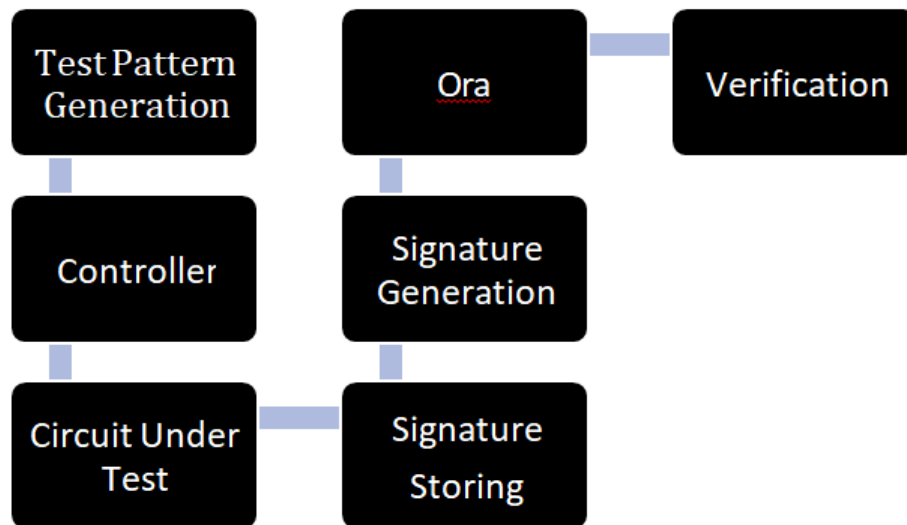 Test Pattern
Generation
Controller
Circuit Under
Test
Signature
Storing
Signature
Generation
Ora
Verification